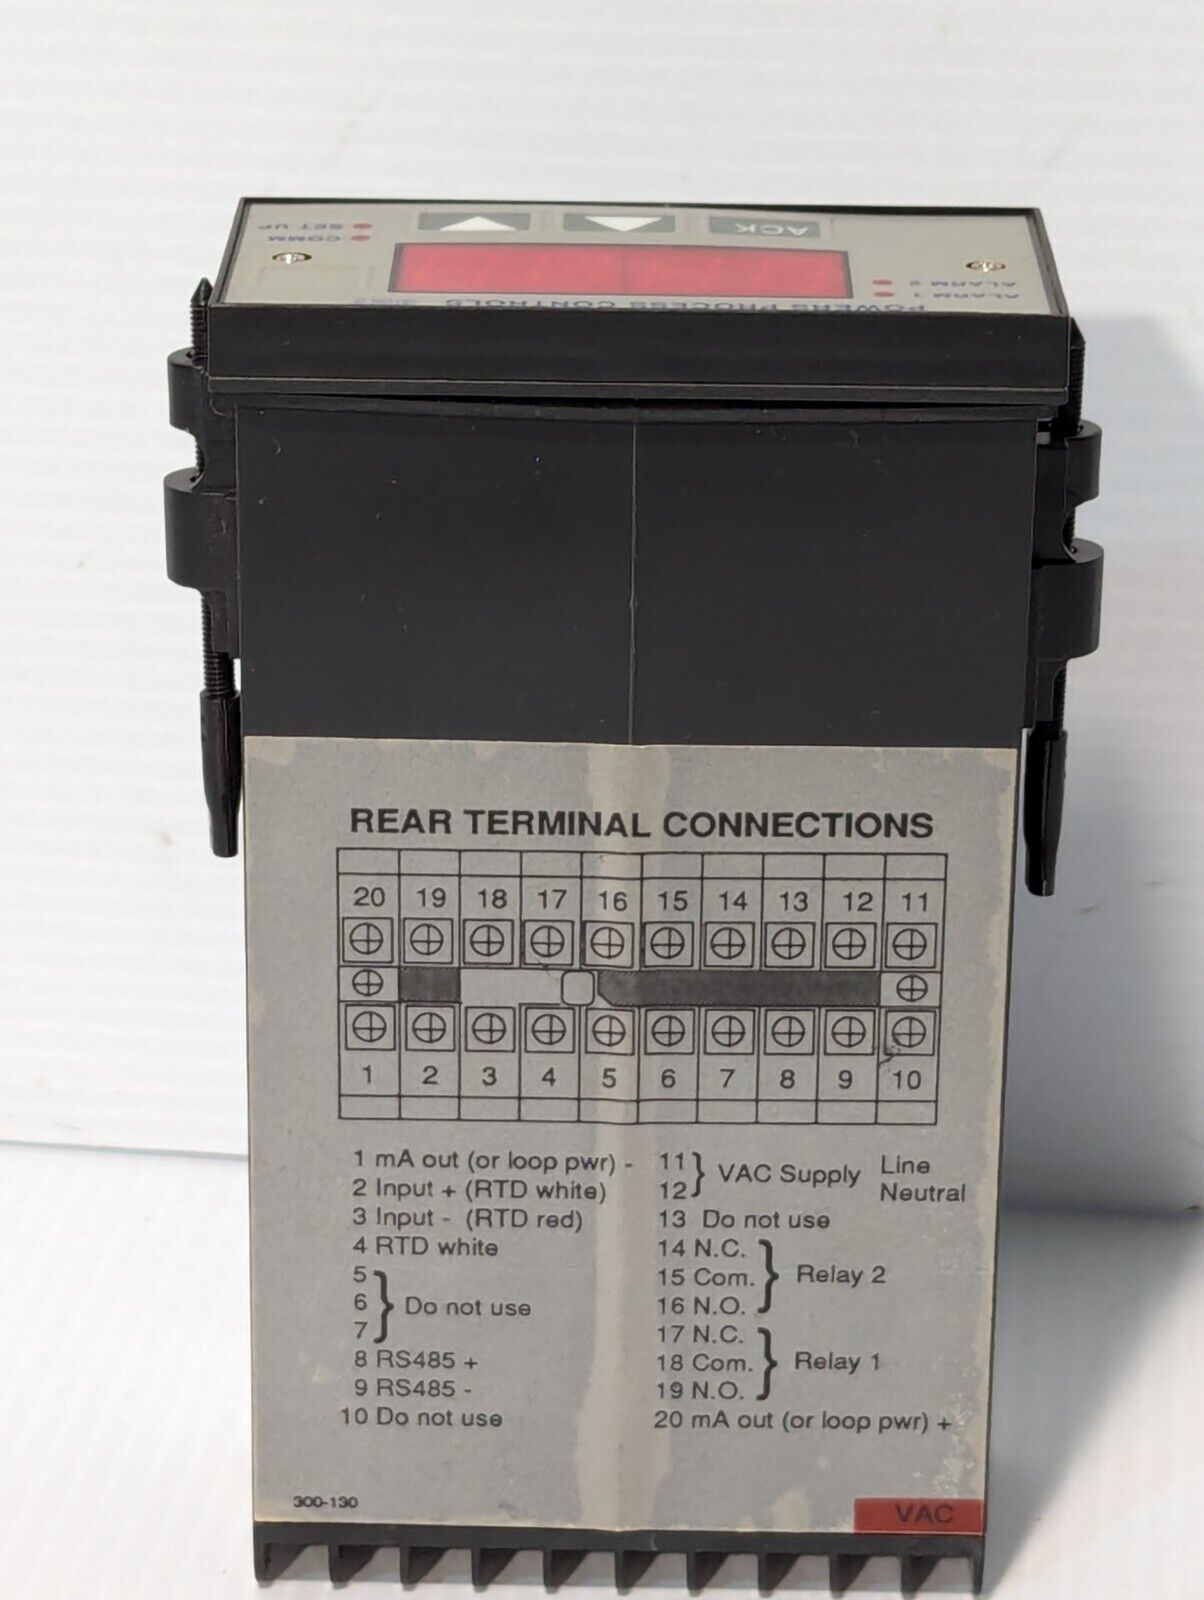 SET UP
COMM
ACK
ALARM 2
ALARM 1
POWERS PROCESS CONTROLS
REAR TERMINAL CONNECTIONS
20 19 18 17 16 15 14 13 12 11
1 2 3 4 5 6 7 8 9 10
1 mA out (or loop pwr) -
2 Input + (RTD white)
3 Input - (RTD red)
4 RTD white
5
6 Do not use
7
8 RS485 +
9 RS485 -
10 Do not use
11 VAC Supply Line
12 Neutral
13 Do not use
14 N.C.
15 Com. Relay 2
16 N.O.
17 N.C.
18 Com. Relay 1
19 N.O.
20 mA out (or loop pwr) +
300-130
VAC